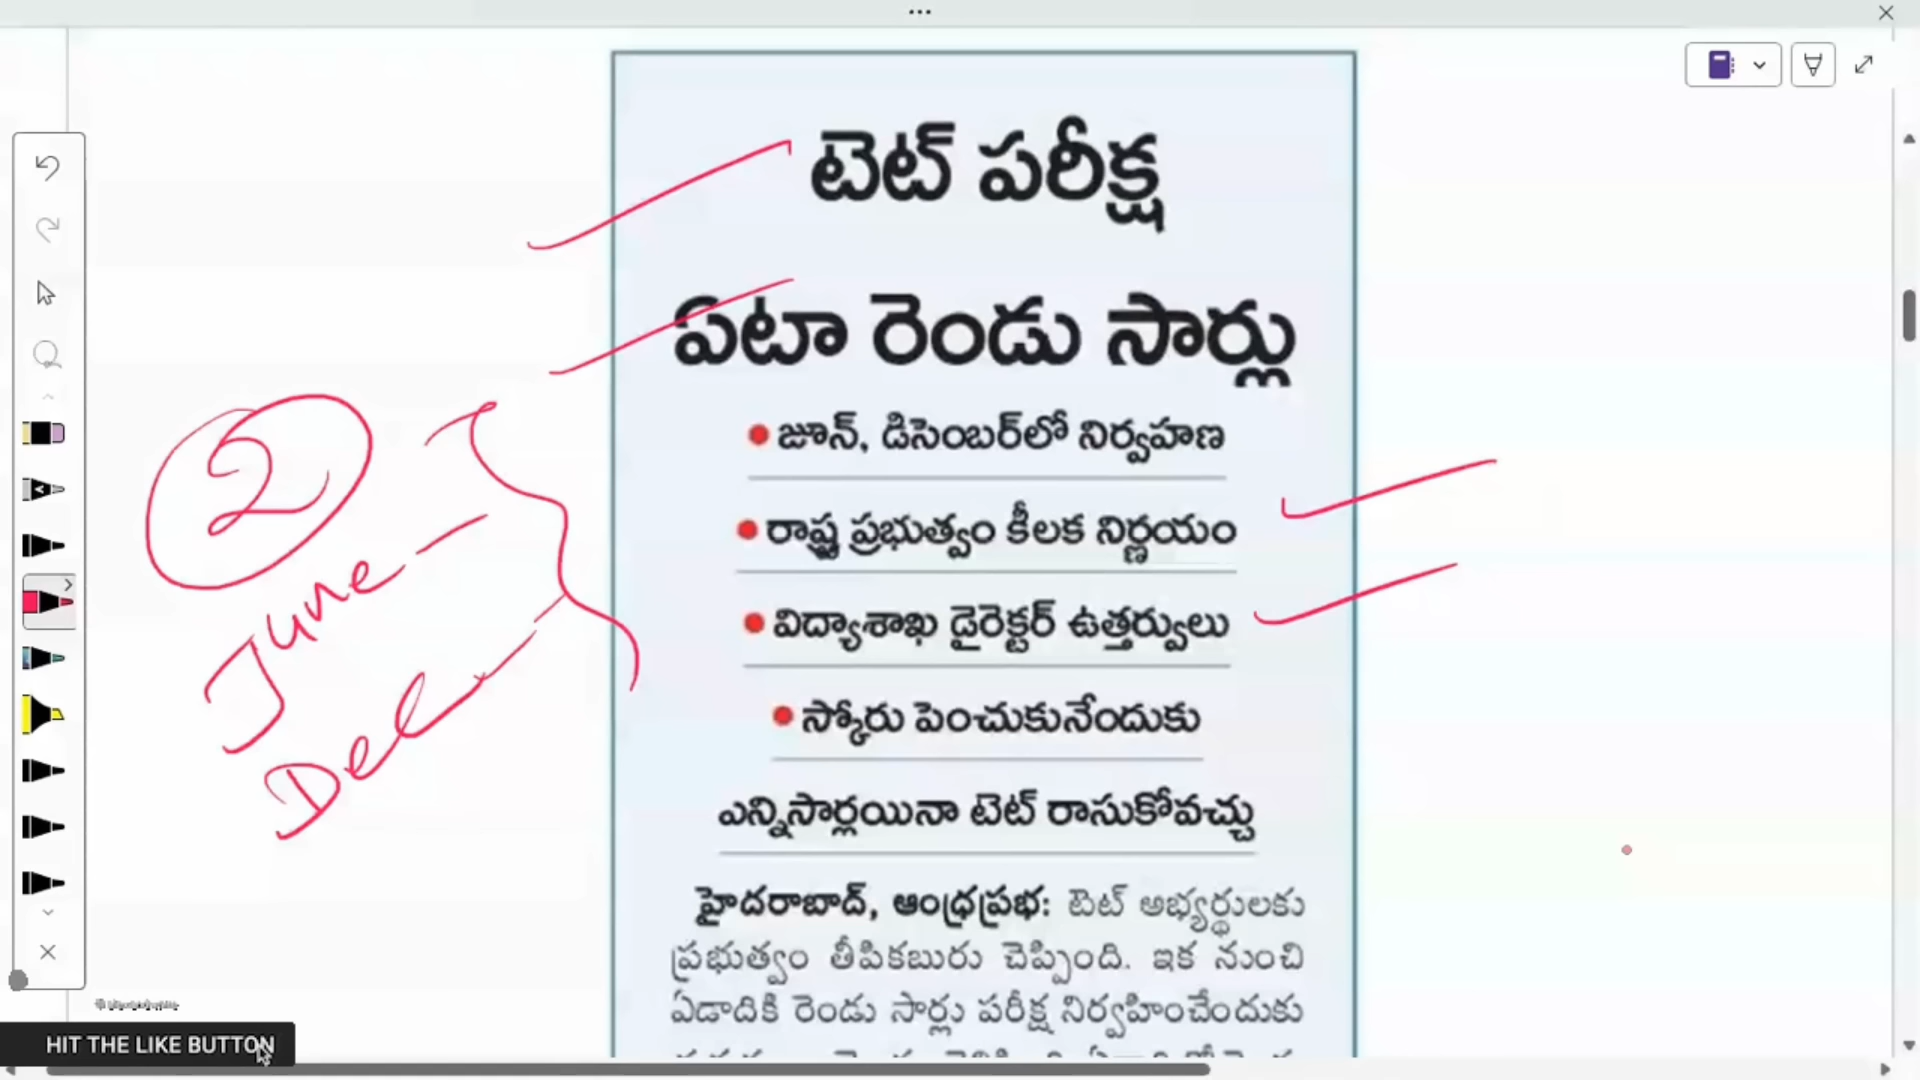 టెట్ పరీక్ష
ఏటా రెండు సార్లు
• జూన్, డిసెంబర్‌లో నిర్వహణ
• రాష్ట్ర ప్రభుత్వం కీలక నిర్ణయం
• విద్యాశాఖ డైరెక్టర్ ఉత్తర్వులు
• స్కోరు పెంచుకునేందుకు
ఎన్నిసార్లయినా టెట్ రాసుకోవచ్చు
హైదరాబాద్, ఆంధ్రప్రభ: టెట్ అభ్యర్థులకు
ప్రభుత్వం తీపికబురు చెప్పింది. ఇక నుంచి
ఏడాదికి రెండు సార్లు పరీక్ష నిర్వహించేందుకు
2
June
Dec
HIT THE LIKE BUTTON